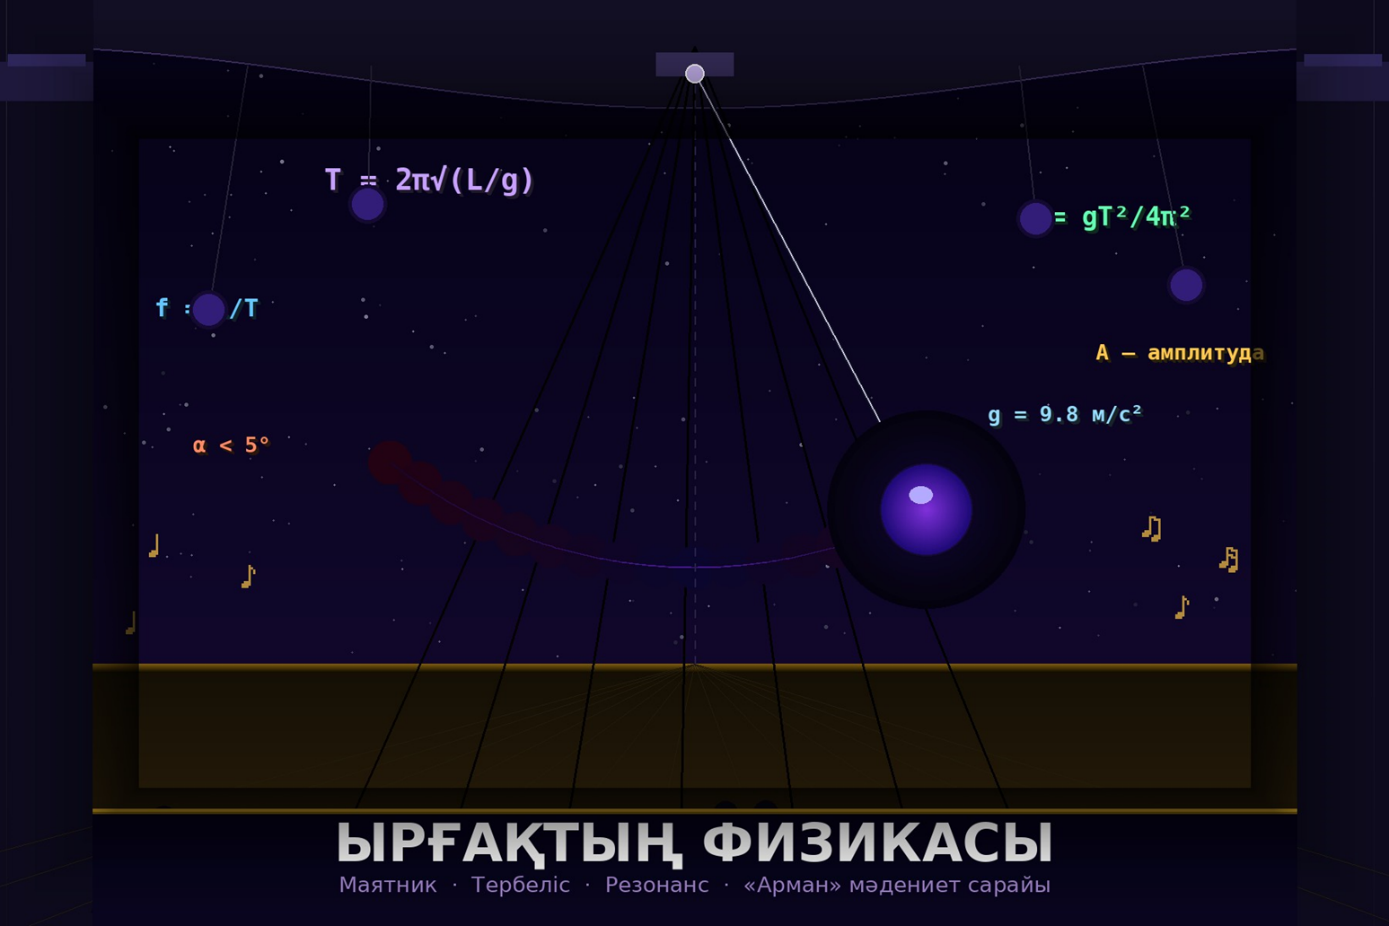 T = 2π√(L/g)
= gT²/4π²
f = /T
A — амплитуда
g = 9.8 м/с²
α < 5°
ЫРҒАҚТЫҢ ФИЗИКАСЫ
Маятник · Тербеліс · Резонанс · «Арман» мәдениет сарайы